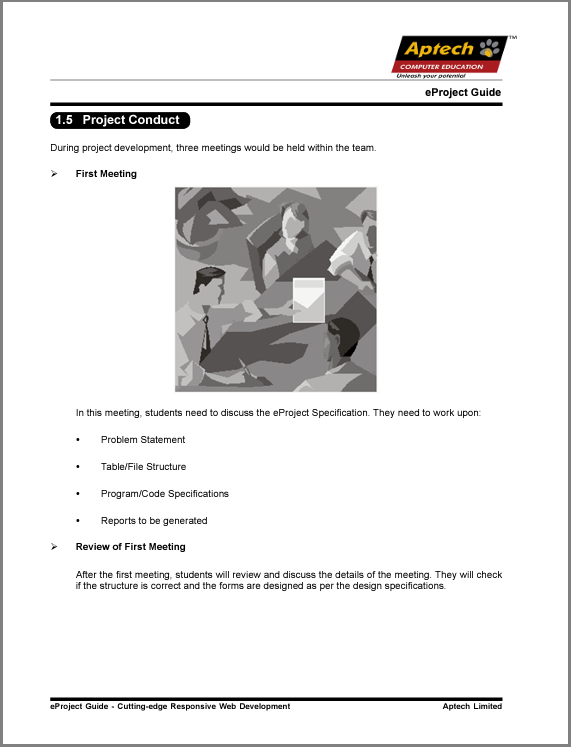 Aptech ™
COMPUTER EDUCATION
Unleash your potential
eProject Guide
1.5 Project Conduct
During project development, three meetings would be held within the team.
➢ First Meeting
In this meeting, students need to discuss the eProject Specification. They need to work upon:
• Problem Statement
• Table/File Structure
• Program/Code Specifications
• Reports to be generated
➢ Review of First Meeting
After the first meeting, students will review and discuss the details of the meeting. They will check
if the structure is correct and the forms are designed as per the design specifications.
eProject Guide - Cutting-edge Responsive Web Development Aptech Limited